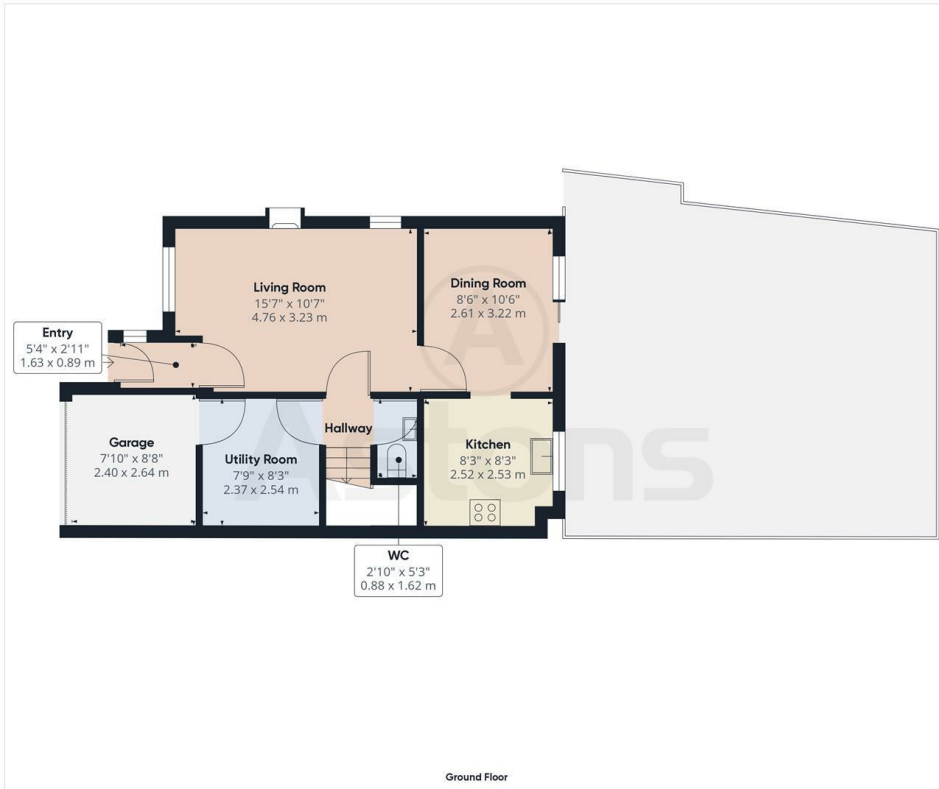 Living Room
15'7" x 10'7"
4.76 x 3.23 m
Dining Room
8'6" x 10'6"
2.61 x 3.22 m
Entry
5'4" x 2'11"
1.63 x 0.89 m
Garage
7'10" x 8'8"
2.40 x 2.64 m
Utility Room
7'9" x 8'3"
2.37 x 2.54 m
Hallway
Kitchen
8'3" x 8'3"
2.52 x 2.53 m
WC
2'10" x 5'3"
0.88 x 1.62 m
A
Astons
Ground Floor